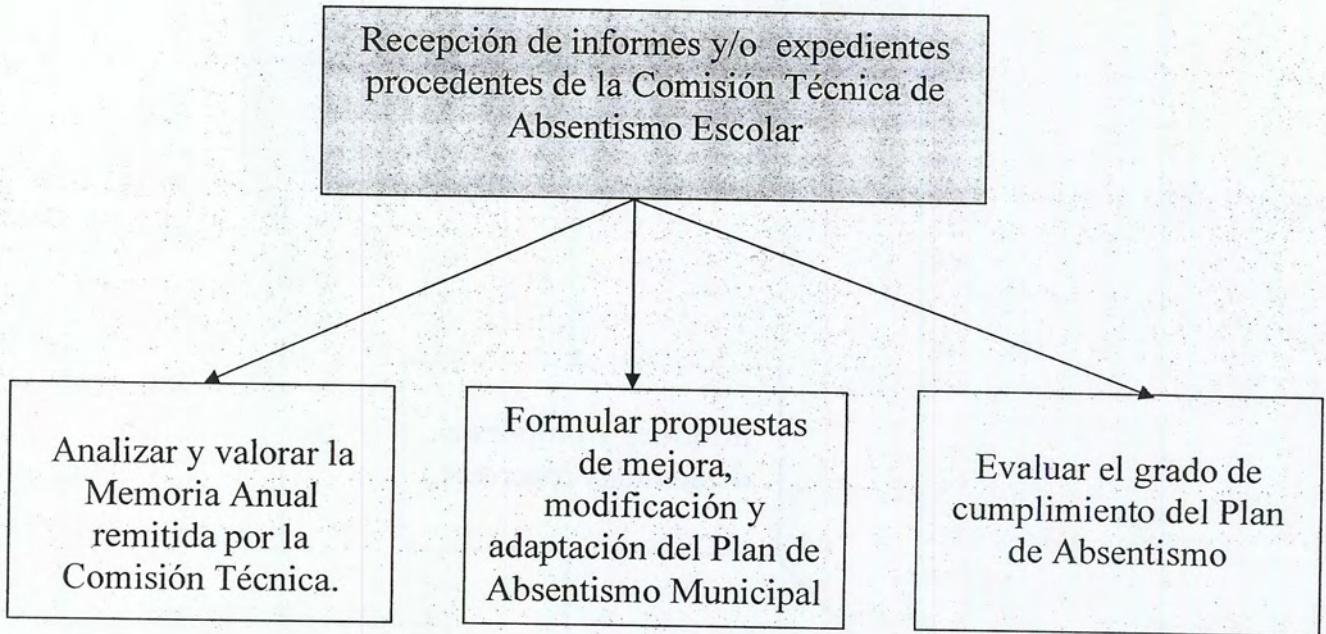 Recepción de informes y/o expedientes
procedentes de la Comisión Técnica de
Absentismo Escolar
Analizar y valorar la
Memoria Anual
remitida por la
Comisión Técnica.
Formular propuestas
de mejora,
modificación y
adaptación del Plan de
Absentismo Municipal
Evaluar el grado de
cumplimiento del Plan
de Absentismo